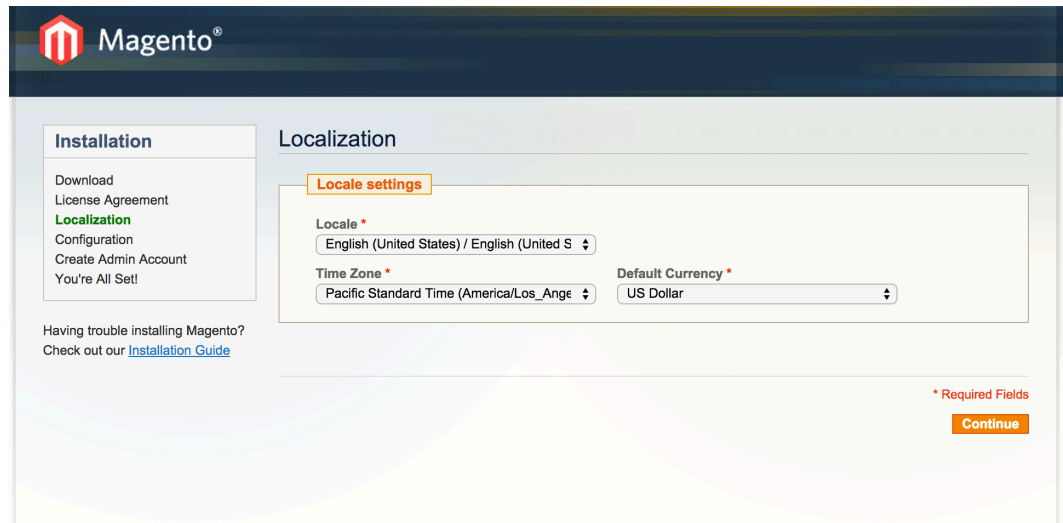 Magento®
Installation
Download
License Agreement
Localization
Configuration
Create Admin Account
You're All Set!
Having trouble installing Magento?
Check out our Installation Guide
Localization
Locale settings
Locale *
English (United States) / English (United S
Time Zone *
Pacific Standard Time (America/Los_Ange
Default Currency *
US Dollar
* Required Fields
Continue